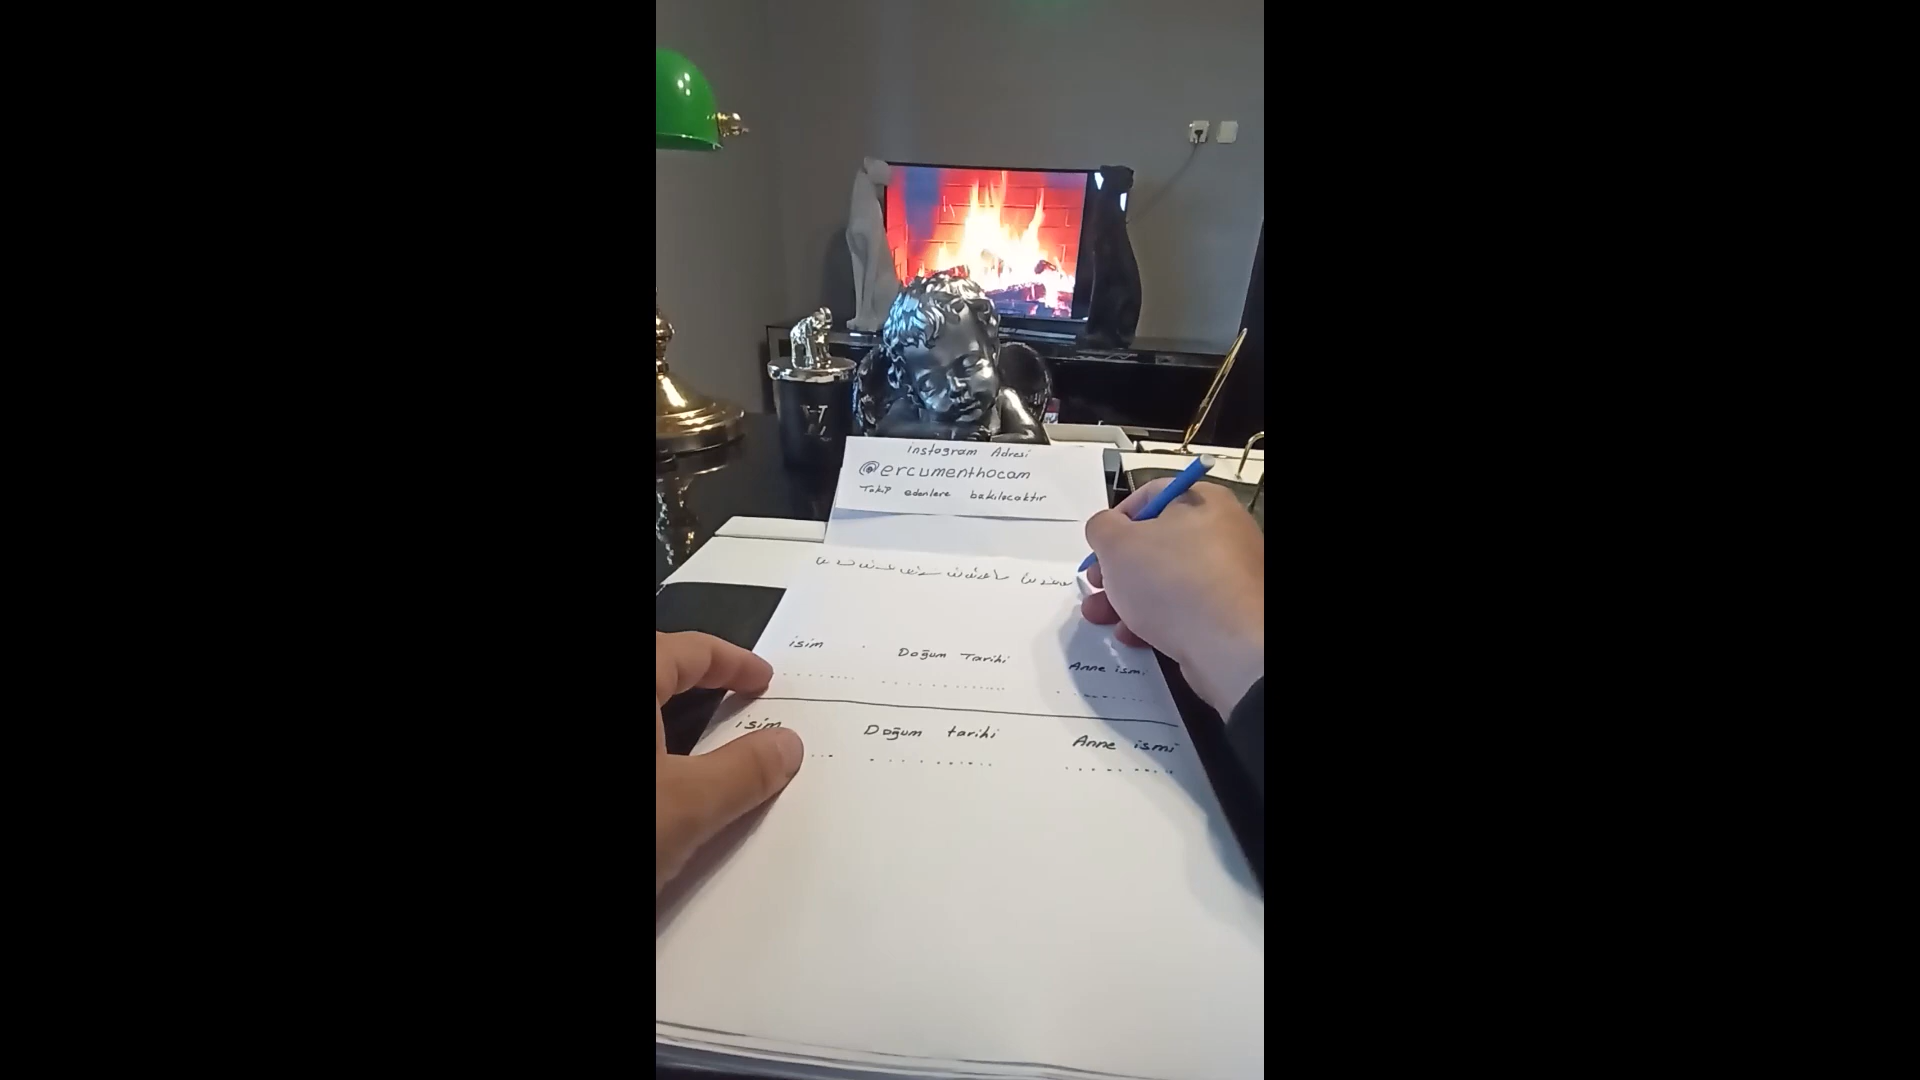 instagram Adresi
@ercumenthocam
Takip edenlere bakılacaktır
isim Doğum Tarihi Anne ismi
isim Doğum tarihi Anne ismi